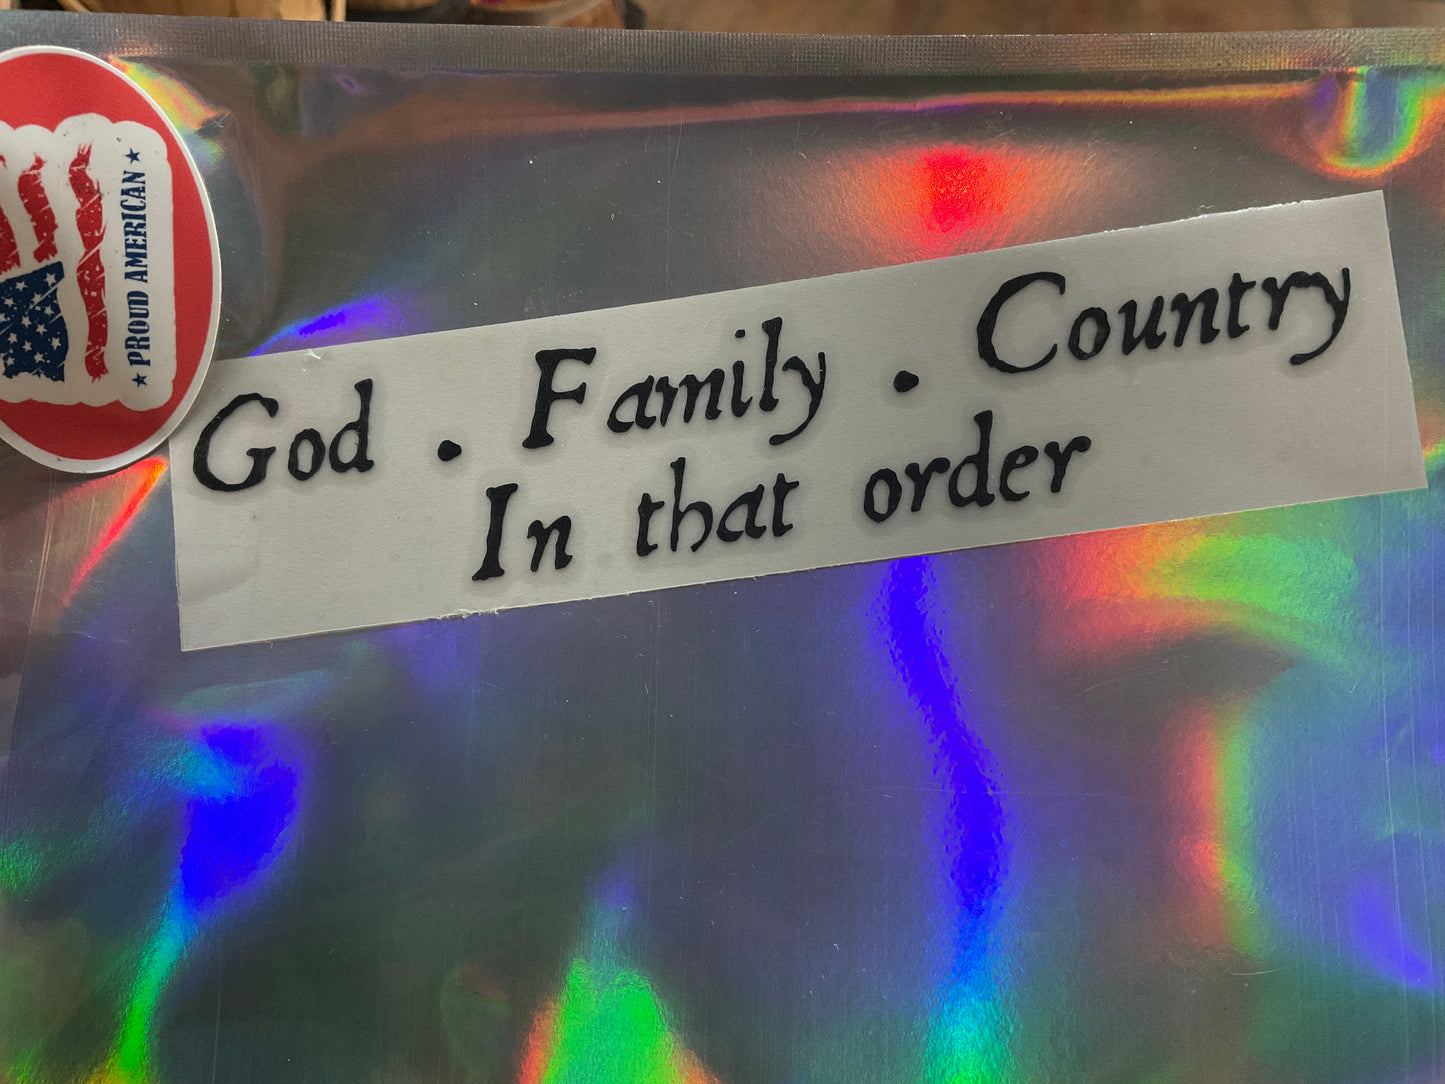 ★ PROUD AMERICAN ★
God . Family . Country
In that order